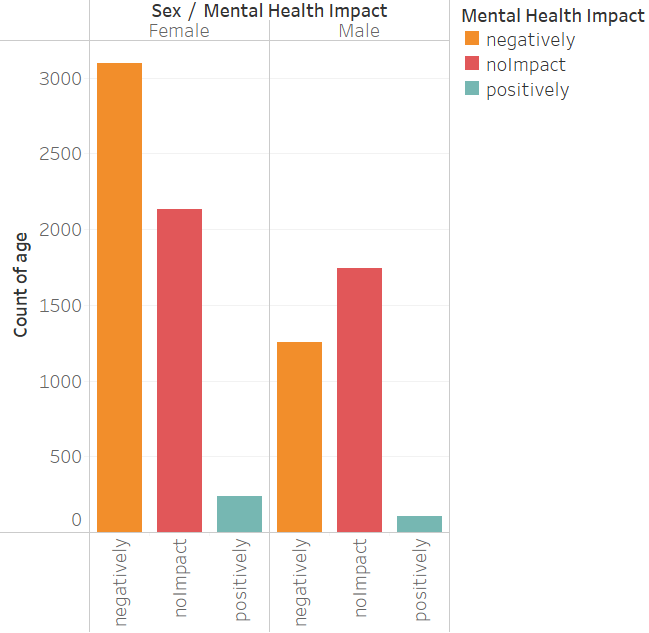 Sex / Mental Health Impact
Female Male
Mental Health Impact
negatively
noImpact
positively
Count of age
3000
2500
2000
1500
1000
500
0
negatively
noImpact
positively
negatively
noImpact
positively